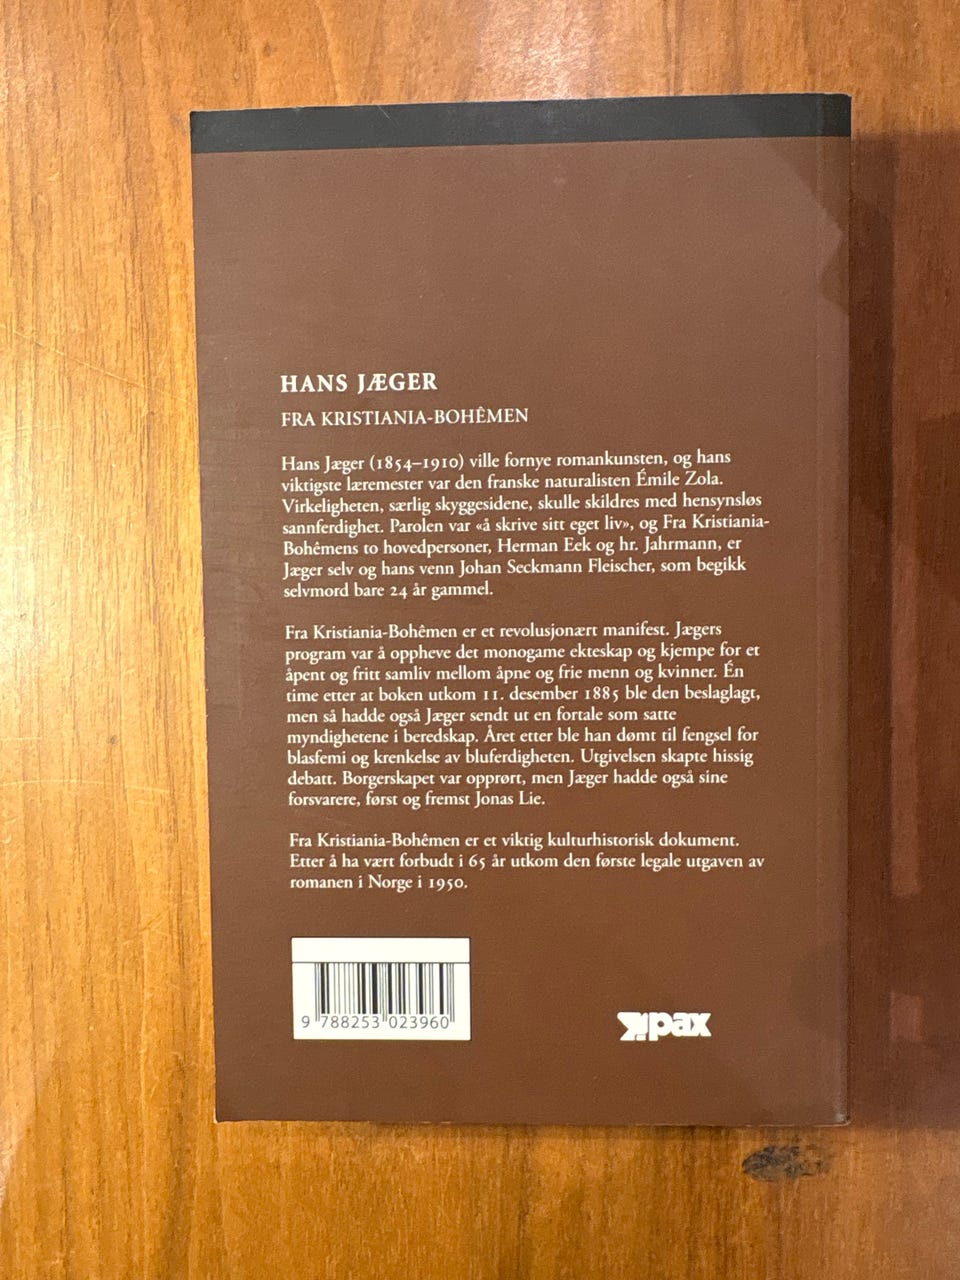 HANS JÆGER
FRA KRISTIANIA-BOHÊMEN
Hans Jæger (1854–1910) ville fornye romankunsten, og hans
viktigste læremester var den franske naturalisten Émile Zola.
Virkeligheten, særlig skyggesidene, skulle skildres med hensynsløs
sannferdighet. Parolen var «å skrive sitt eget liv», og Fra Kristiania-
Bohêmens to hovedpersoner, Herman Eek og hr. Jahrmann, er
Jæger selv og hans venn Johan Seckmann Fleischer, som begikk
selvmord bare 24 år gammel.
Fra Kristiania-Bohêmen er et revolusjonært manifest. Jægers
program var å oppheve det monogame ekteskap og kjempe for et
åpent og fritt samliv mellom åpne og frie menn og kvinner. Én
time etter at boken utkom 11. desember 1885 ble den beslaglagt,
men så hadde også Jæger sendt ut en fortale som satte
myndighetene i beredskap. Året etter ble han dømt til fengsel for
blasfemi og krenkelse av bluferdigheten. Utgivelsen skapte hissig
debatt. Borgerskapet var opprørt, men Jæger hadde også sine
forsvarere, først og fremst Jonas Lie.
Fra Kristiania-Bohêmen er et viktig kulturhistorisk dokument.
Etter å ha vært forbudt i 65 år utkom den første legale utgaven av
romanen i Norge i 1950.
9 788253 023960
pax